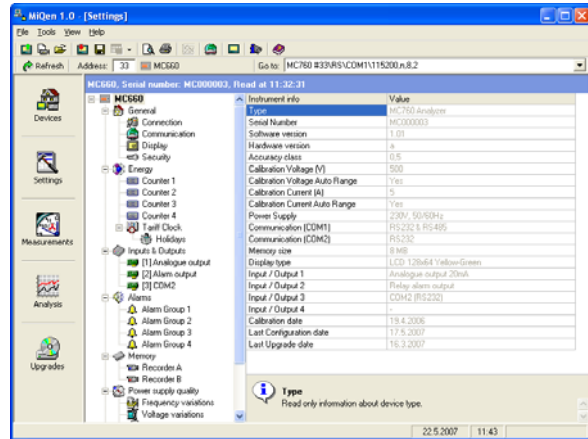 MiQen 1.0 - [Settings]
File Tools View Help
Refresh Address: 33 MC660 Go to: MC760 #33\RS\COM1\115200,n,8,2
MC660, Serial number: MC000003, Read at 11:32:31
Devices
Settings
Measurements
Analysis
Upgrades
MC660
General
Connection
Communication
Display
Security
Energy
Counter 1
Counter 2
Counter 3
Counter 4
Tariff Clock
Holidays
Inputs & Outputs
[1] Analogue output
[2] Alarm output
[3] COM2
Alarms
Alarm Group 1
Alarm Group 2
Alarm Group 3
Alarm Group 4
Memory
Recorder A
Recorder B
Power supply quality
Frequency variations
Voltage variations
Instrument info Value
Type MC760 Analyzer
Serial Number MC000003
Software version 1.01
Hardware version a
Accuracy class 0,5
Calibration Voltage (V) 500
Calibration Voltage Auto Range Yes
Calibration Current (A) 5
Calibration Current Auto Range Yes
Power Supply 230V, 50/60Hz
Communication (COM1) RS232 & RS485
Communication (COM2) RS232
Memory size 8 MB
Display type LCD 128x64 Yellow-Green
Input / Output 1 Analogue output 20mA
Input / Output 2 Relay alarm output
Input / Output 3 COM2 (RS232)
Input / Output 4 -
Calibration date 19.4.2006
Last Configuration date 17.5.2007
Last Upgrade date 16.3.2007
Type
Read only information about device type.
22.5.2007 11:43